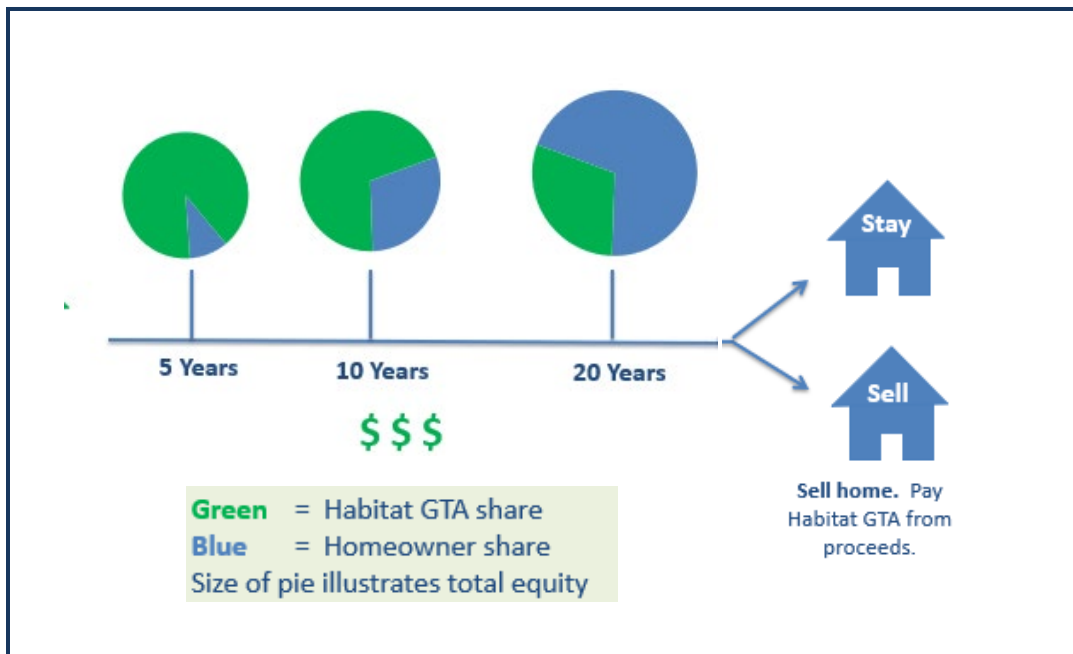 Stay
5 Years
10 Years
20 Years
Sell
$ $ $
Green = Habitat GTA share
Blue = Homeowner share
Size of pie illustrates total equity
Sell home. Pay
Habitat GTA from
proceeds.